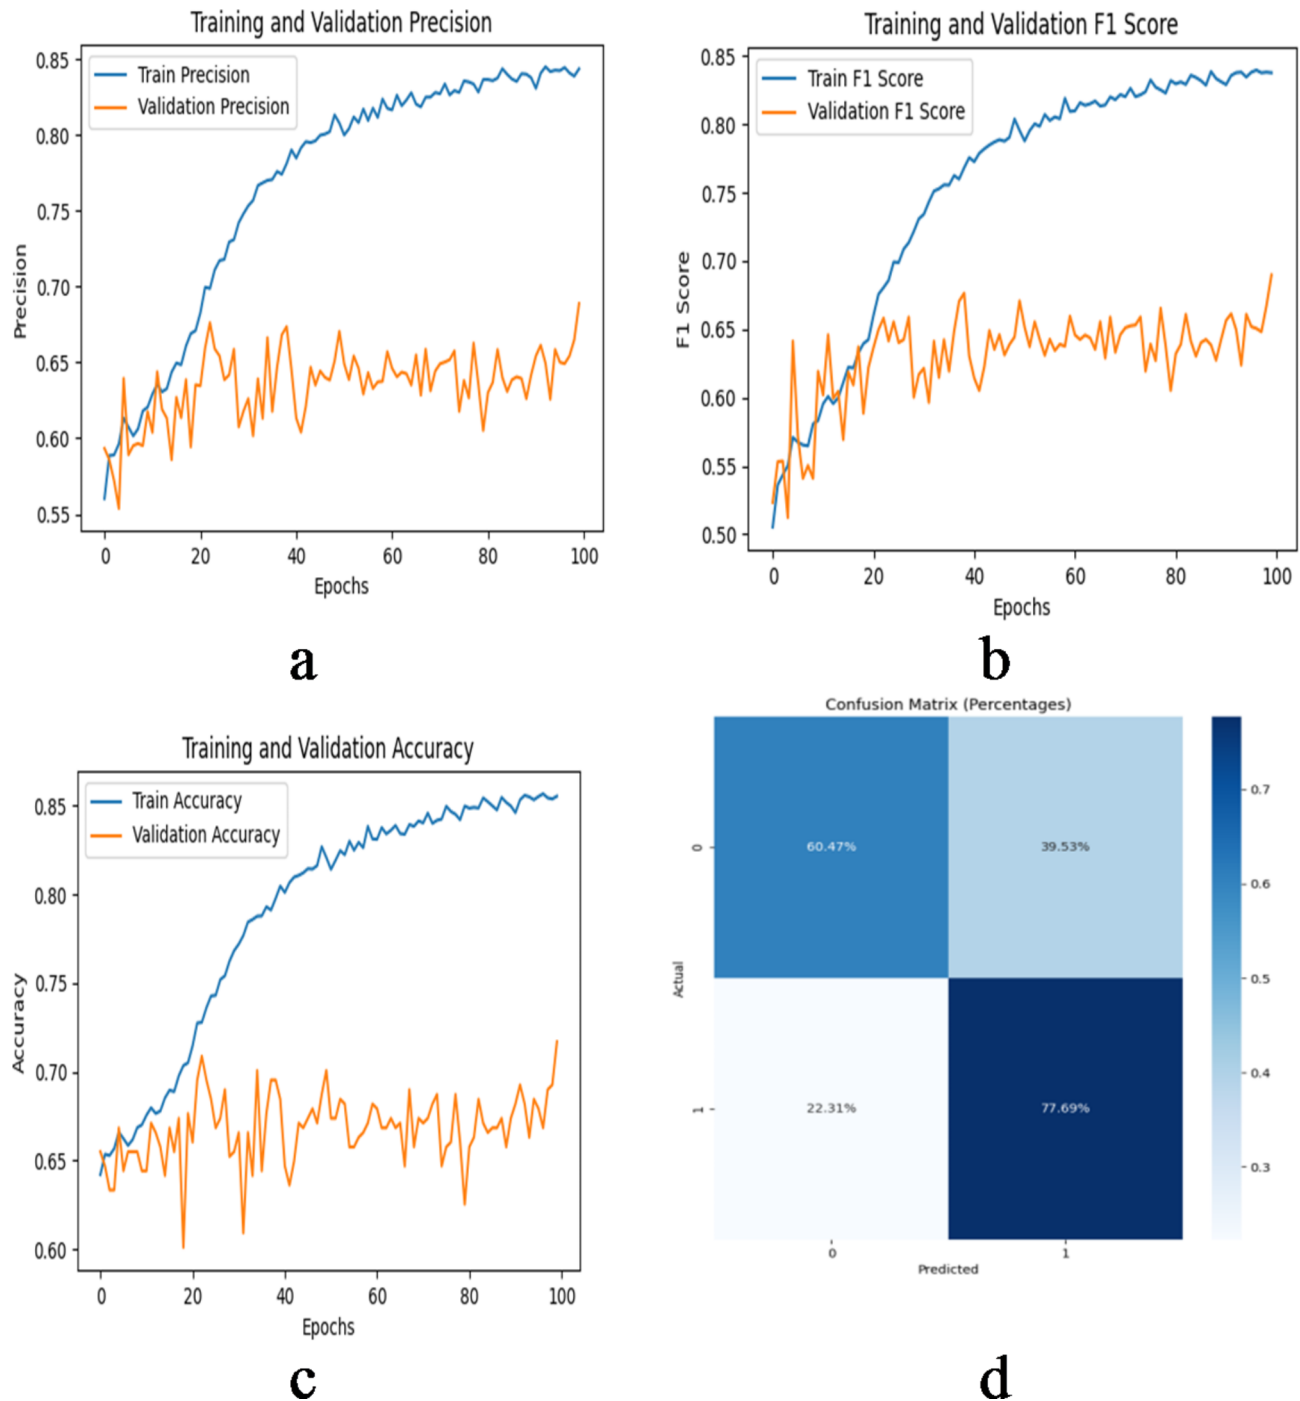 Training and Validation Precision
Train Precision
Validation Precision
0.85
0.80
0.75
0.70
0.65
0.60
0.55
Precision
0 20 40 60 80 100
Epochs
a
Training and Validation F1 Score
Train F1 Score
Validation F1 Score
0.85
0.80
0.75
0.70
0.65
0.60
0.55
0.50
F1 Score
0 20 40 60 80 100
Epochs
b
Training and Validation Accuracy
Train Accuracy
Validation Accuracy
0.85
0.80
0.75
0.70
0.65
0.60
Accuracy
0 20 40 60 80 100
Epochs
c
Confusion Matrix (Percentages)
0
60.47% 39.53%
Actual
1
22.31% 77.69%
0 1
Predicted
0.7
0.6
0.5
0.4
0.3
d